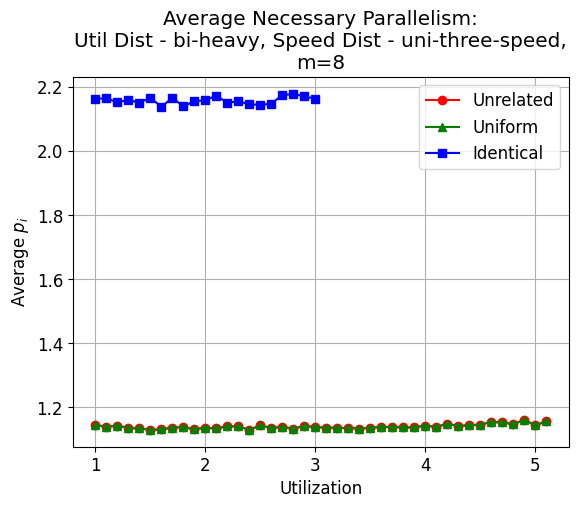 Average Necessary Parallelism:
Util Dist - bi-heavy, Speed Dist - uni-three-speed,
m=8
Unrelated
Uniform
Identical
Average p_i
2.2
2.0
1.8
1.6
1.4
1.2
1
2
3
4
5
Utilization